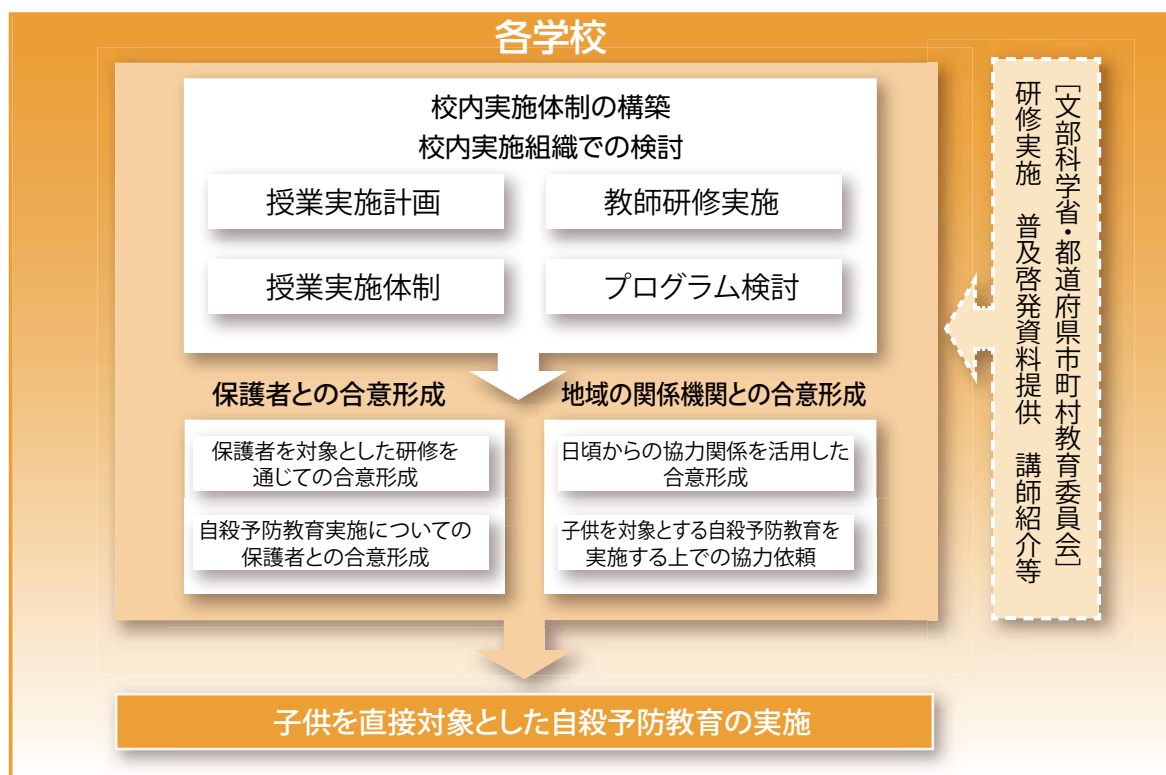 各学校
校内実施体制の構築
校内実施組織での検討
授業実施計画
教師研修実施
授業実施体制
プログラム検討
保護者との合意形成
保護者を対象とした研修を
通じての合意形成
自殺予防教育実施についての
保護者との合意形成
地域の関係機関との合意形成
日頃からの協力関係を活用した
合意形成
子供を対象とする自殺予防教育を
実施する上での協力依頼
［文部科学省・都道府県市町村教育委員会］
研修実施　普及啓発資料提供　講師紹介等
子供を直接対象とした自殺予防教育の実施